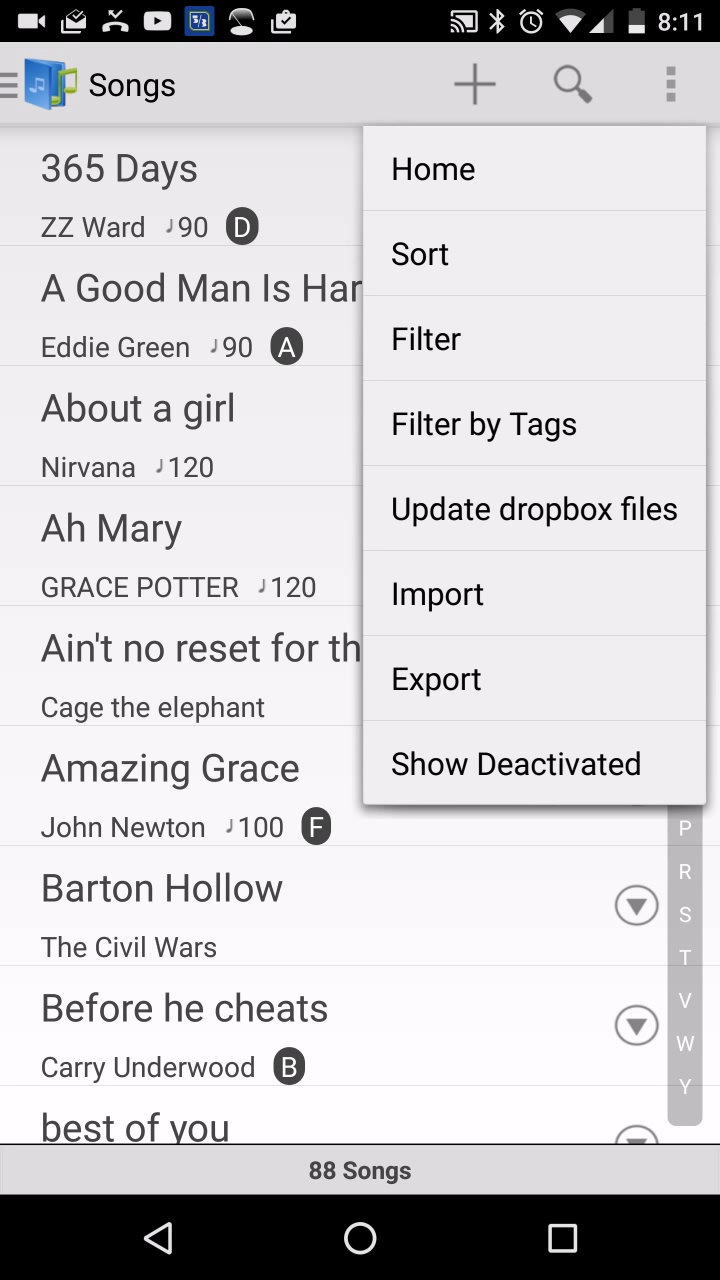 8:11
Songs
365 Days
ZZ Ward 90 D
A Good Man Is Har
Eddie Green 90 A
About a girl
Nirvana 120
Ah Mary
GRACE POTTER 120
Ain't no reset for th
Cage the elephant
Amazing Grace
John Newton 100 F
Barton Hollow
The Civil Wars
Before he cheats
Carry Underwood B
best of you
Home
Sort
Filter
Filter by Tags
Update dropbox files
Import
Export
Show Deactivated
P
R
S
T
V
W
Y
88 Songs